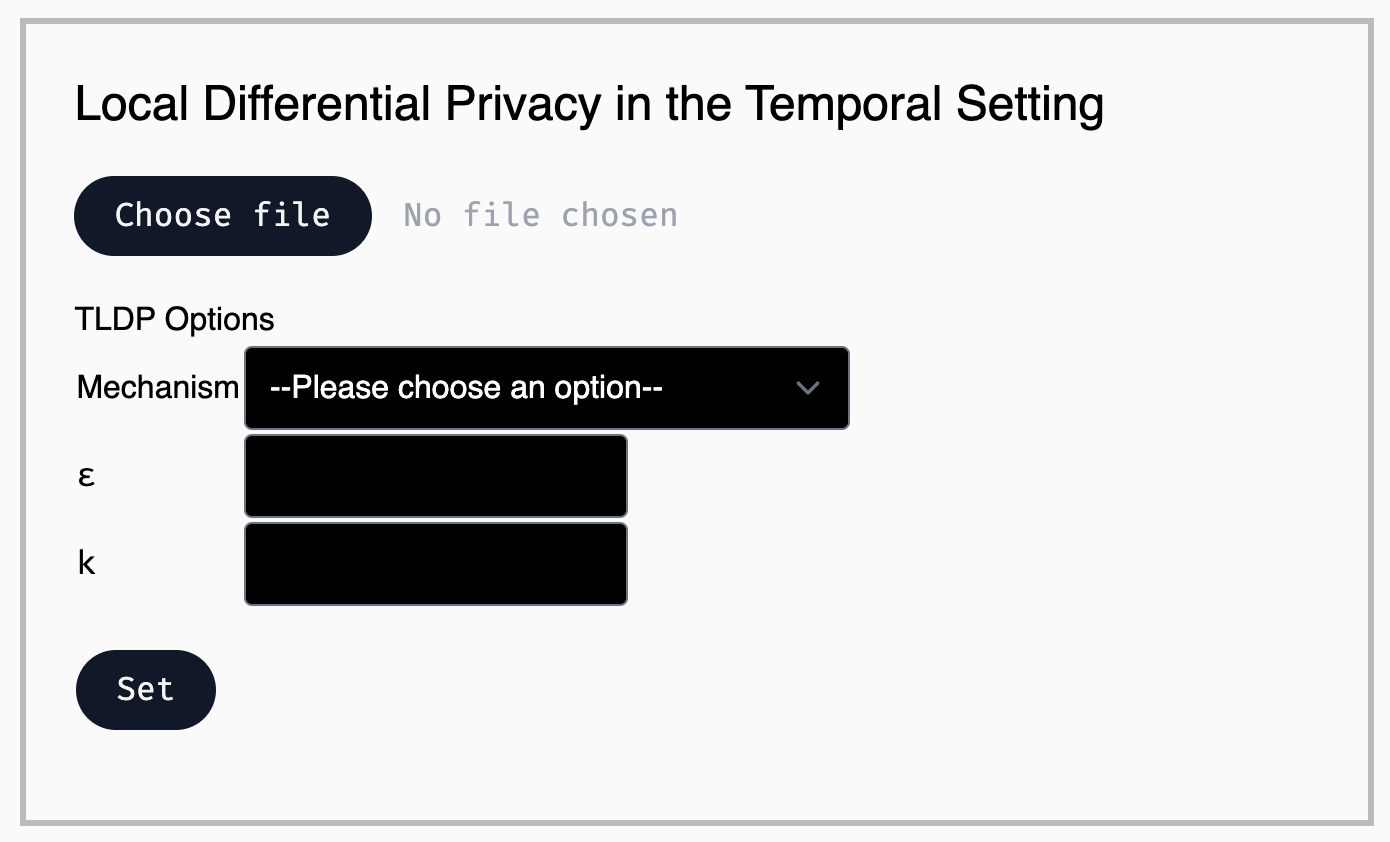 Local Differential Privacy in the Temporal Setting
Choose file No file chosen
TLDP Options
Mechanism --Please choose an option--
ε
k
Set